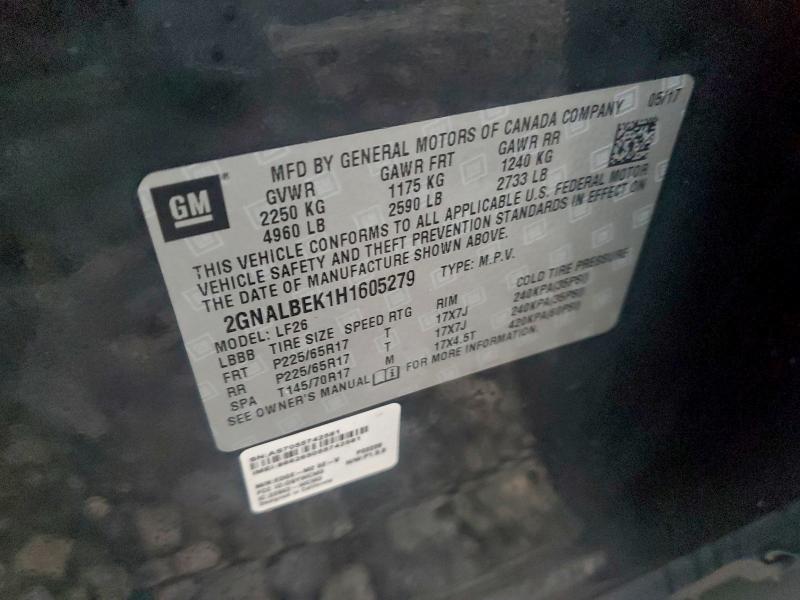 MFD BY GENERAL MOTORS OF CANADA COMPANY 05/17
GM
GVWR GAWR FRT GAWR RR
2250 KG 1175 KG 1240 KG
4960 LB 2590 LB 2733 LB
THIS VEHICLE CONFORMS TO ALL APPLICABLE U.S. FEDERAL MOTOR
VEHICLE SAFETY AND THEFT PREVENTION STANDARDS IN EFFECT ON
THE DATE OF MANUFACTURE SHOWN ABOVE.
2GNALBEK1H1605279 TYPE: M.P.V.
MODEL: LF26
LBBB TIRE SIZE SPEED RTG RIM COLD TIRE PRESSURE
FRT P225/65R17 T 17X7J 240KPA(35PSI)
RR P225/65R17 T 17X7J 240KPA(35PSI)
SPA T145/70R17 M 17X4.5T 420KPA(60PSI)
SEE OWNER'S MANUAL FOR MORE INFORMATION.
Designed in California